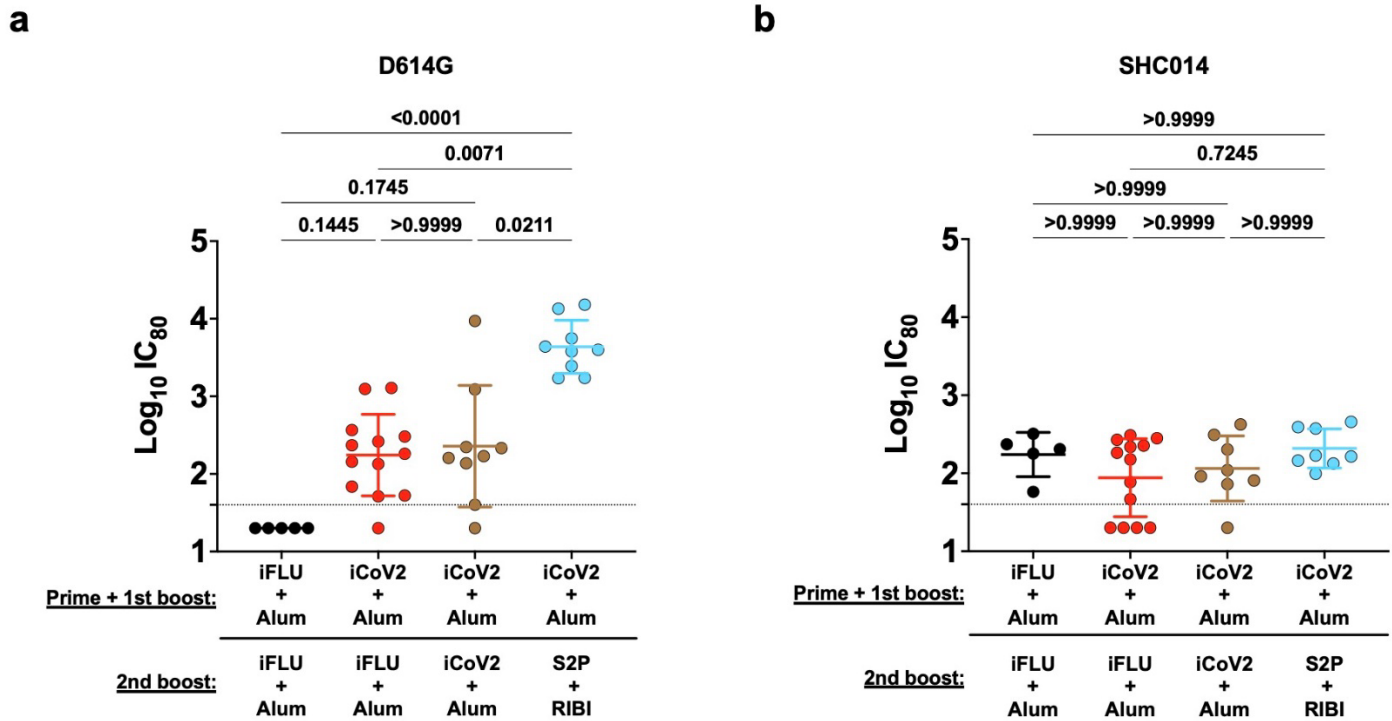 a
D614G
<0.0001
0.0071
0.1745
0.1445 >0.9999 0.0211
5
4
3
2
1
Log10 IC80
iFLU iCoV2 iCoV2 iCoV2
Prime + 1st boost: + + + +
Alum Alum Alum Alum
iFLU iFLU iCoV2 S2P
2nd boost: + + + +
Alum Alum Alum RIBI
b
SHC014
>0.9999
0.7245
>0.9999
>0.9999 >0.9999 >0.9999
5
4
3
2
1
Log10 IC80
iFLU iCoV2 iCoV2 iCoV2
Prime + 1st boost: + + + +
Alum Alum Alum Alum
iFLU iFLU iCoV2 S2P
2nd boost: + + + +
Alum Alum Alum RIBI